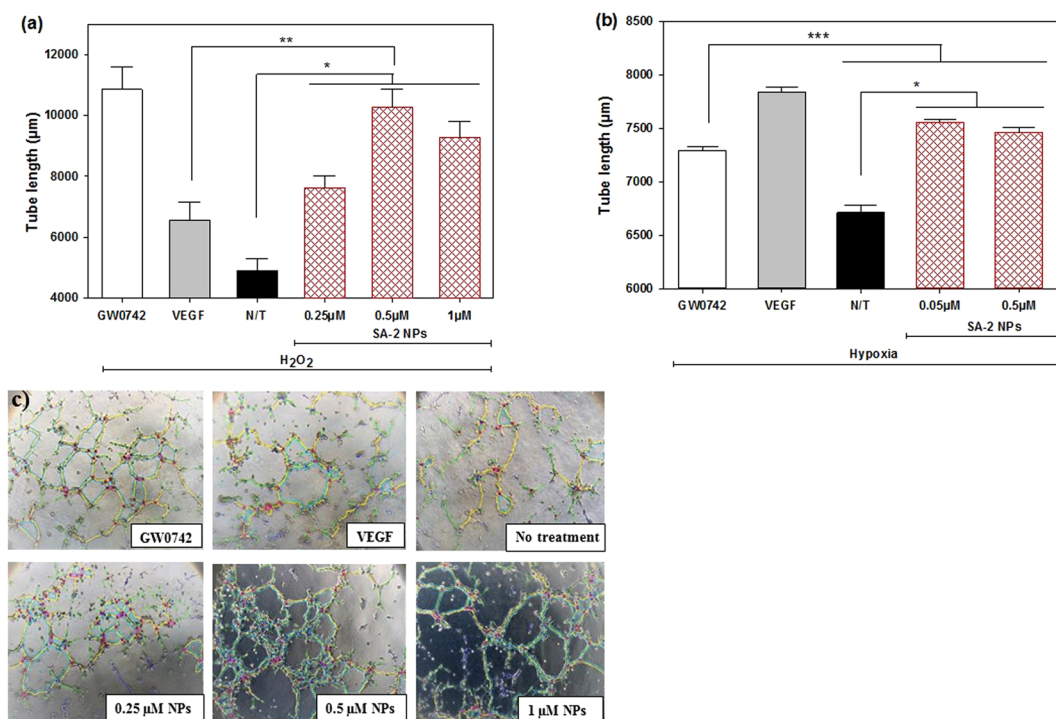 (a)
**
*
Tube length (µm)
12000
10000
8000
6000
4000
GW0742
VEGF
N/T
0.25µM
0.5µM
1µM
SA-2 NPs
H₂O₂
(b)
***
*
Tube length (µm)
8500
8000
7500
7000
6500
6000
GW0742
VEGF
N/T
0.05µM
0.5µM
SA-2 NPs
Hypoxia
c)
GW0742
VEGF
No treatment
0.25 µM NPs
0.5 µM NPs
1 µM NPs